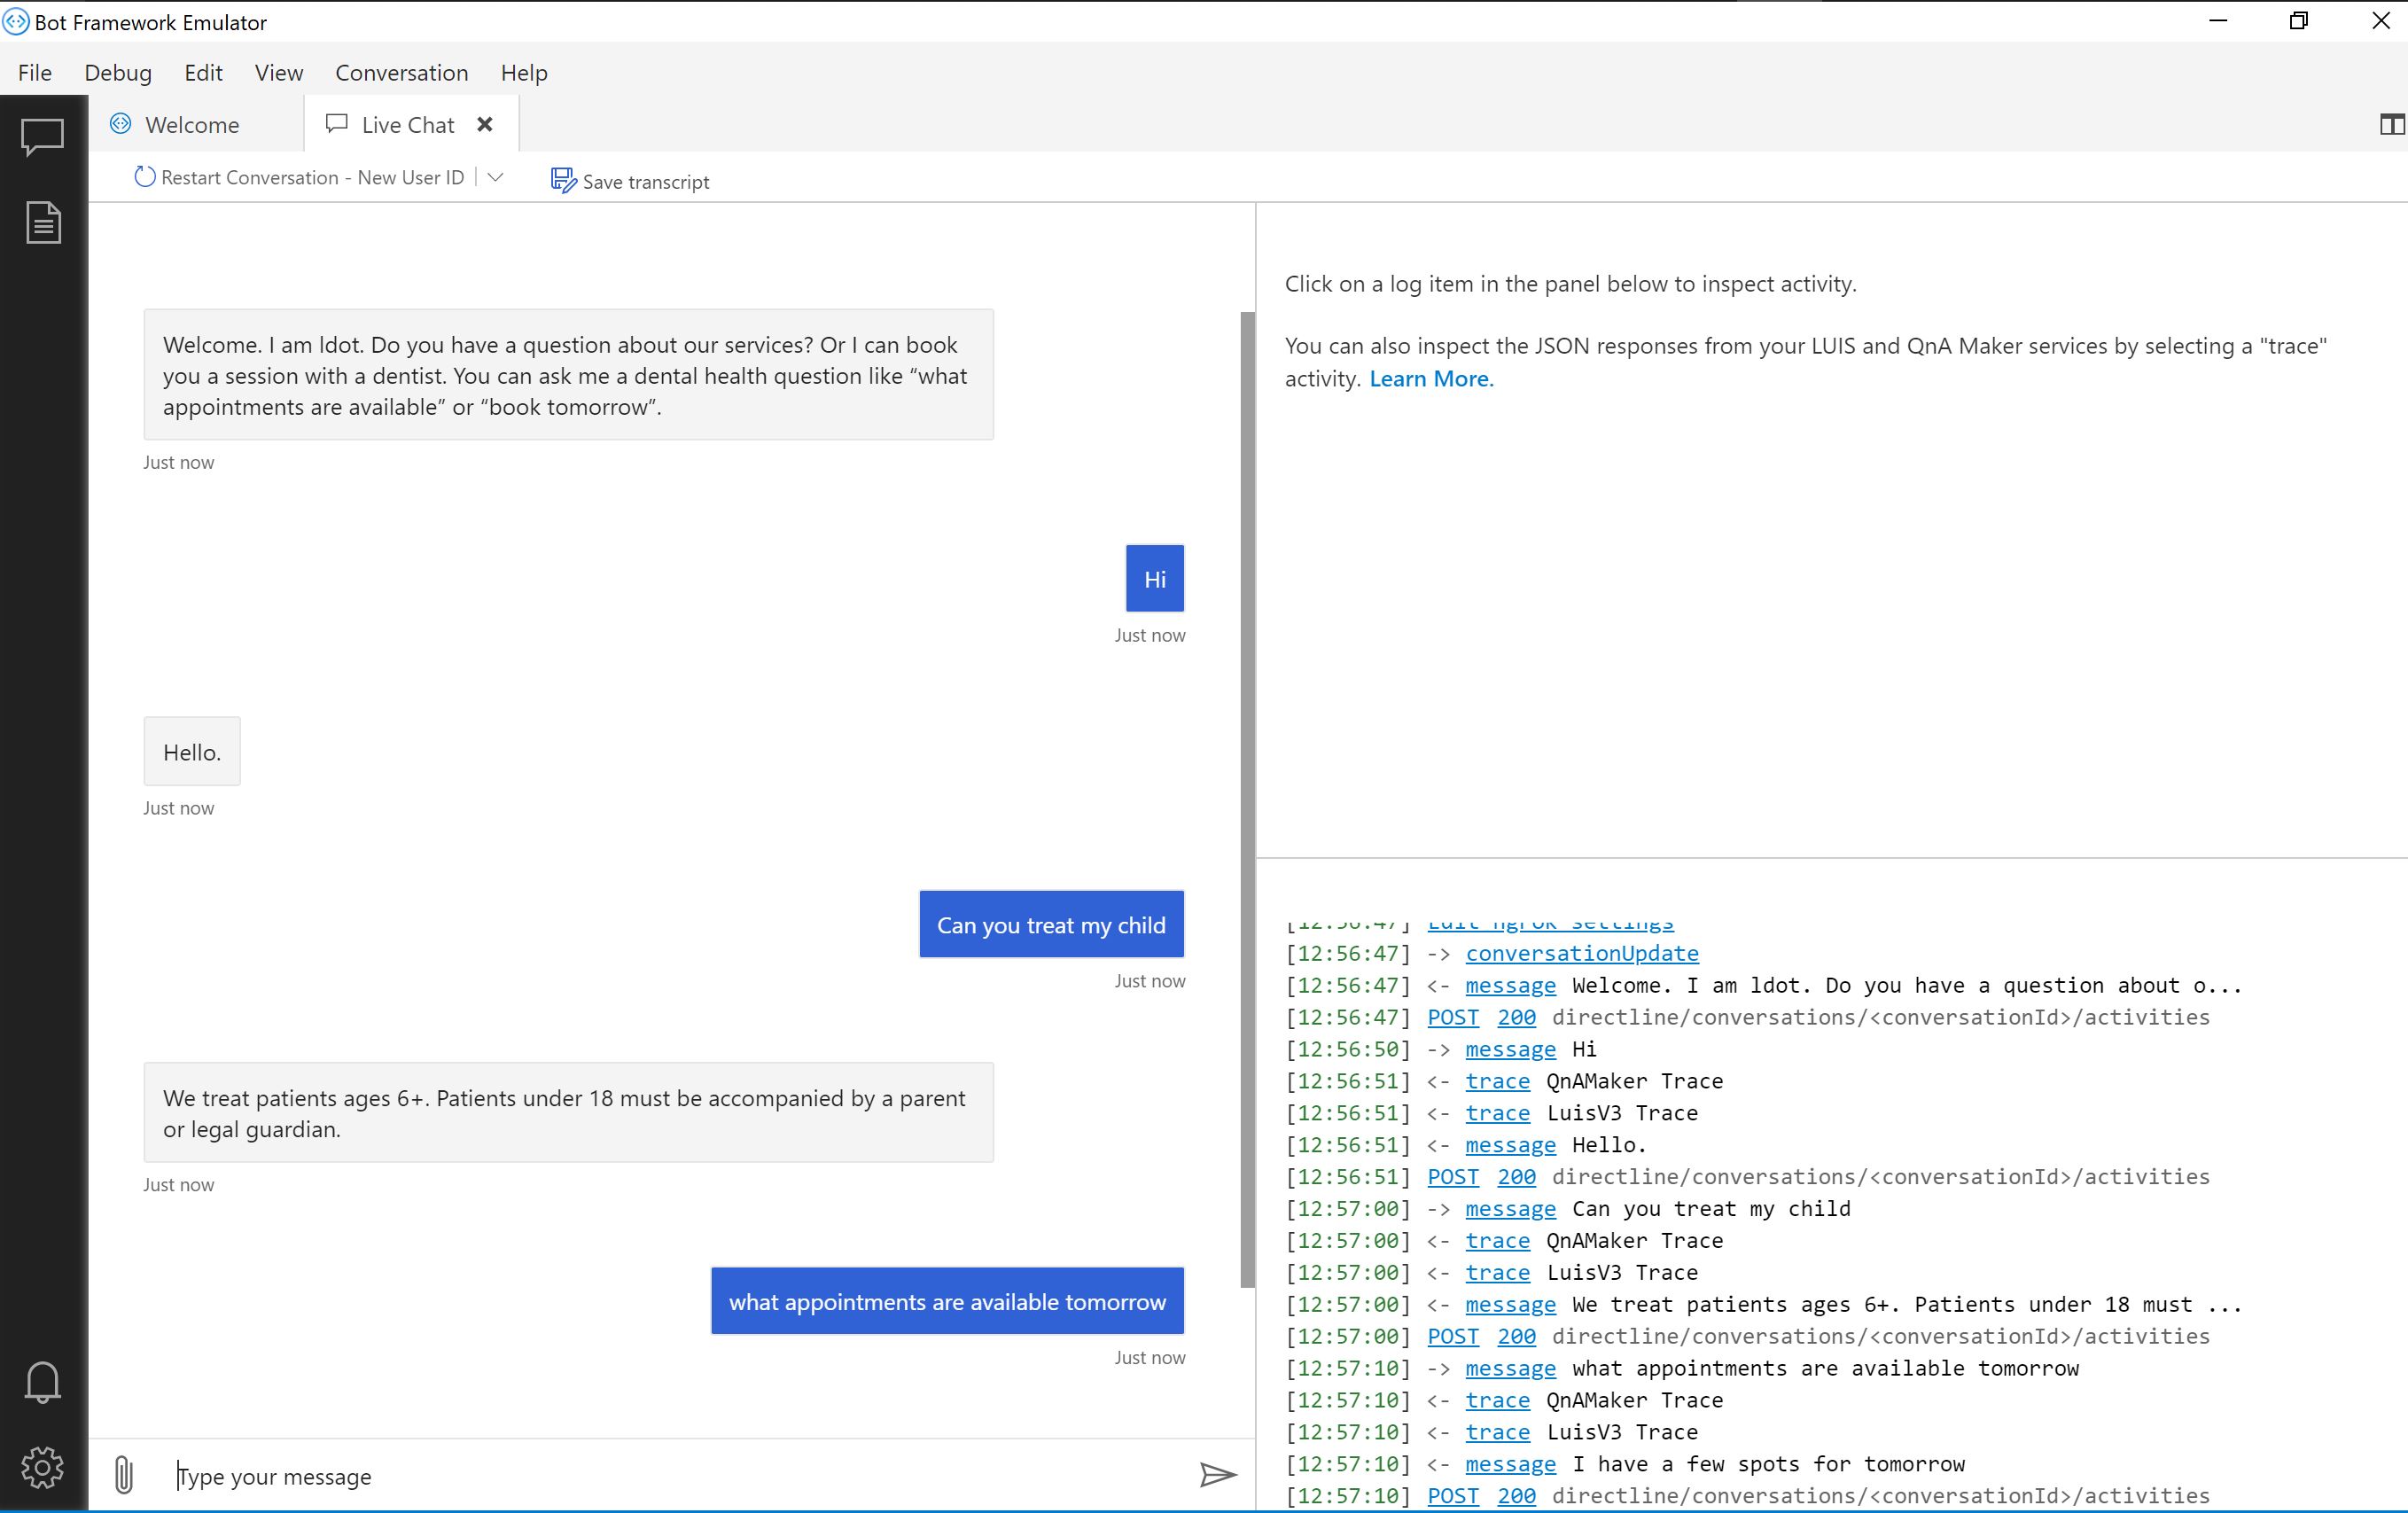 Bot Framework Emulator
File Debug Edit View Conversation Help
Welcome
Live Chat
Restart Conversation - New User ID
Save transcript
Welcome. I am ldot. Do you have a question about our services? Or I can book
you a session with a dentist. You can ask me a dental health question like “what
appointments are available” or “book tomorrow”.
Just now
Hi
Just now
Hello.
Just now
Can you treat my child
Just now
We treat patients ages 6+. Patients under 18 must be accompanied by a parent
or legal guardian.
Just now
what appointments are available tomorrow
Just now
Type your message
Click on a log item in the panel below to inspect activity.
You can also inspect the JSON responses from your LUIS and QnA Maker services by selecting a "trace"
activity. Learn More.
[12:56:47] Edit ngrok settings
[12:56:47] -> conversationUpdate
[12:56:47] <- message Welcome. I am ldot. Do you have a question about o...
[12:56:47] POST 200 directline/conversations/<conversationId>/activities
[12:56:50] -> message Hi
[12:56:51] <- trace QnAMaker Trace
[12:56:51] <- trace LuisV3 Trace
[12:56:51] <- message Hello.
[12:56:51] POST 200 directline/conversations/<conversationId>/activities
[12:57:00] -> message Can you treat my child
[12:57:00] <- trace QnAMaker Trace
[12:57:00] <- trace LuisV3 Trace
[12:57:00] <- message We treat patients ages 6+. Patients under 18 must ...
[12:57:00] POST 200 directline/conversations/<conversationId>/activities
[12:57:10] -> message what appointments are available tomorrow
[12:57:10] <- trace QnAMaker Trace
[12:57:10] <- trace LuisV3 Trace
[12:57:10] <- message I have a few spots for tomorrow
[12:57:10] POST 200 directline/conversations/<conversationId>/activities